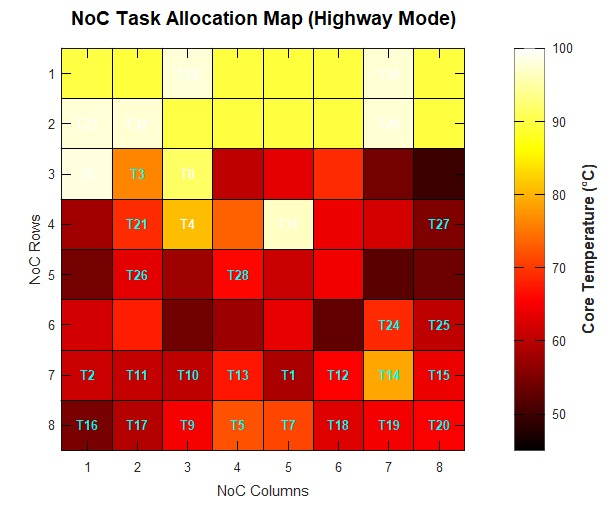 NoC Task Allocation Map (Highway Mode)
100
1
90
2
3 T3 T8
80
4 T21 T4 T31 T27
70
5 T26 T28
6 T24 T25
60
7 T2 T11 T10 T13 T1 T12 T14 T15
50
8 T16 T17 T9 T5 T7 T18 T19 T20
1 2 3 4 5 6 7 8
NoC Columns
NoC Rows
Core Temperature (°C)